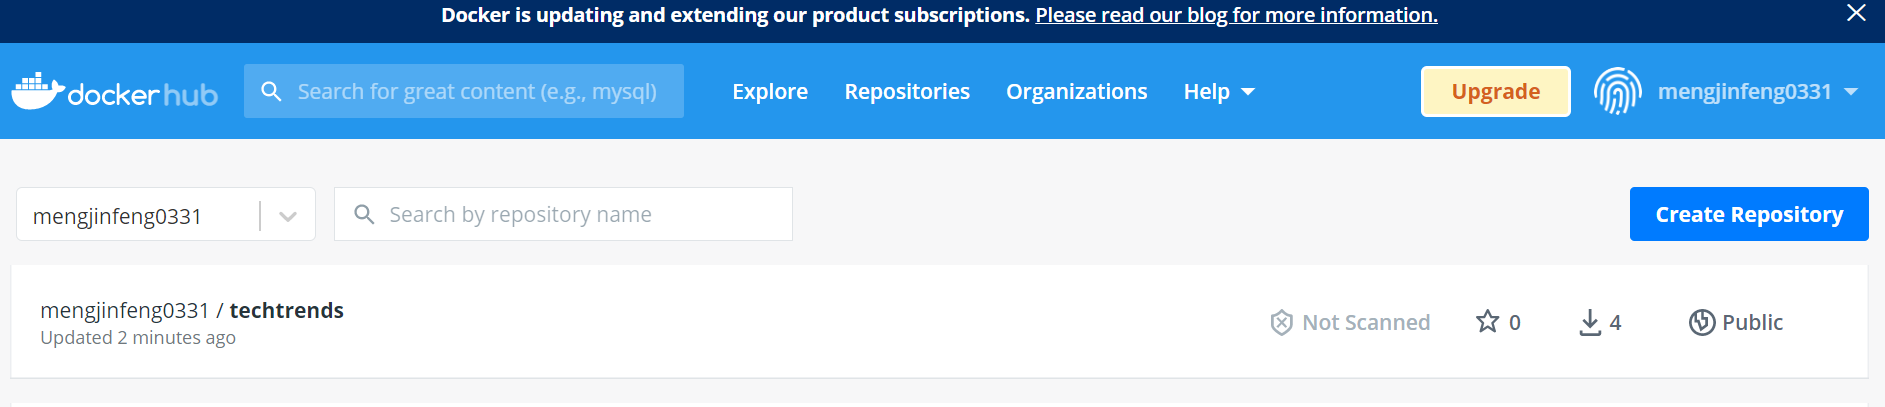 Docker is updating and extending our product subscriptions. Please read our blog for more information.
dockerhub
Search for great content (e.g., mysql)
Explore
Repositories
Organizations
Help
Upgrade
mengjinfeng0331
mengjinfeng0331
Search by repository name
Create Repository
mengjinfeng0331 / techtrends
Updated 2 minutes ago
Not Scanned
0
4
Public